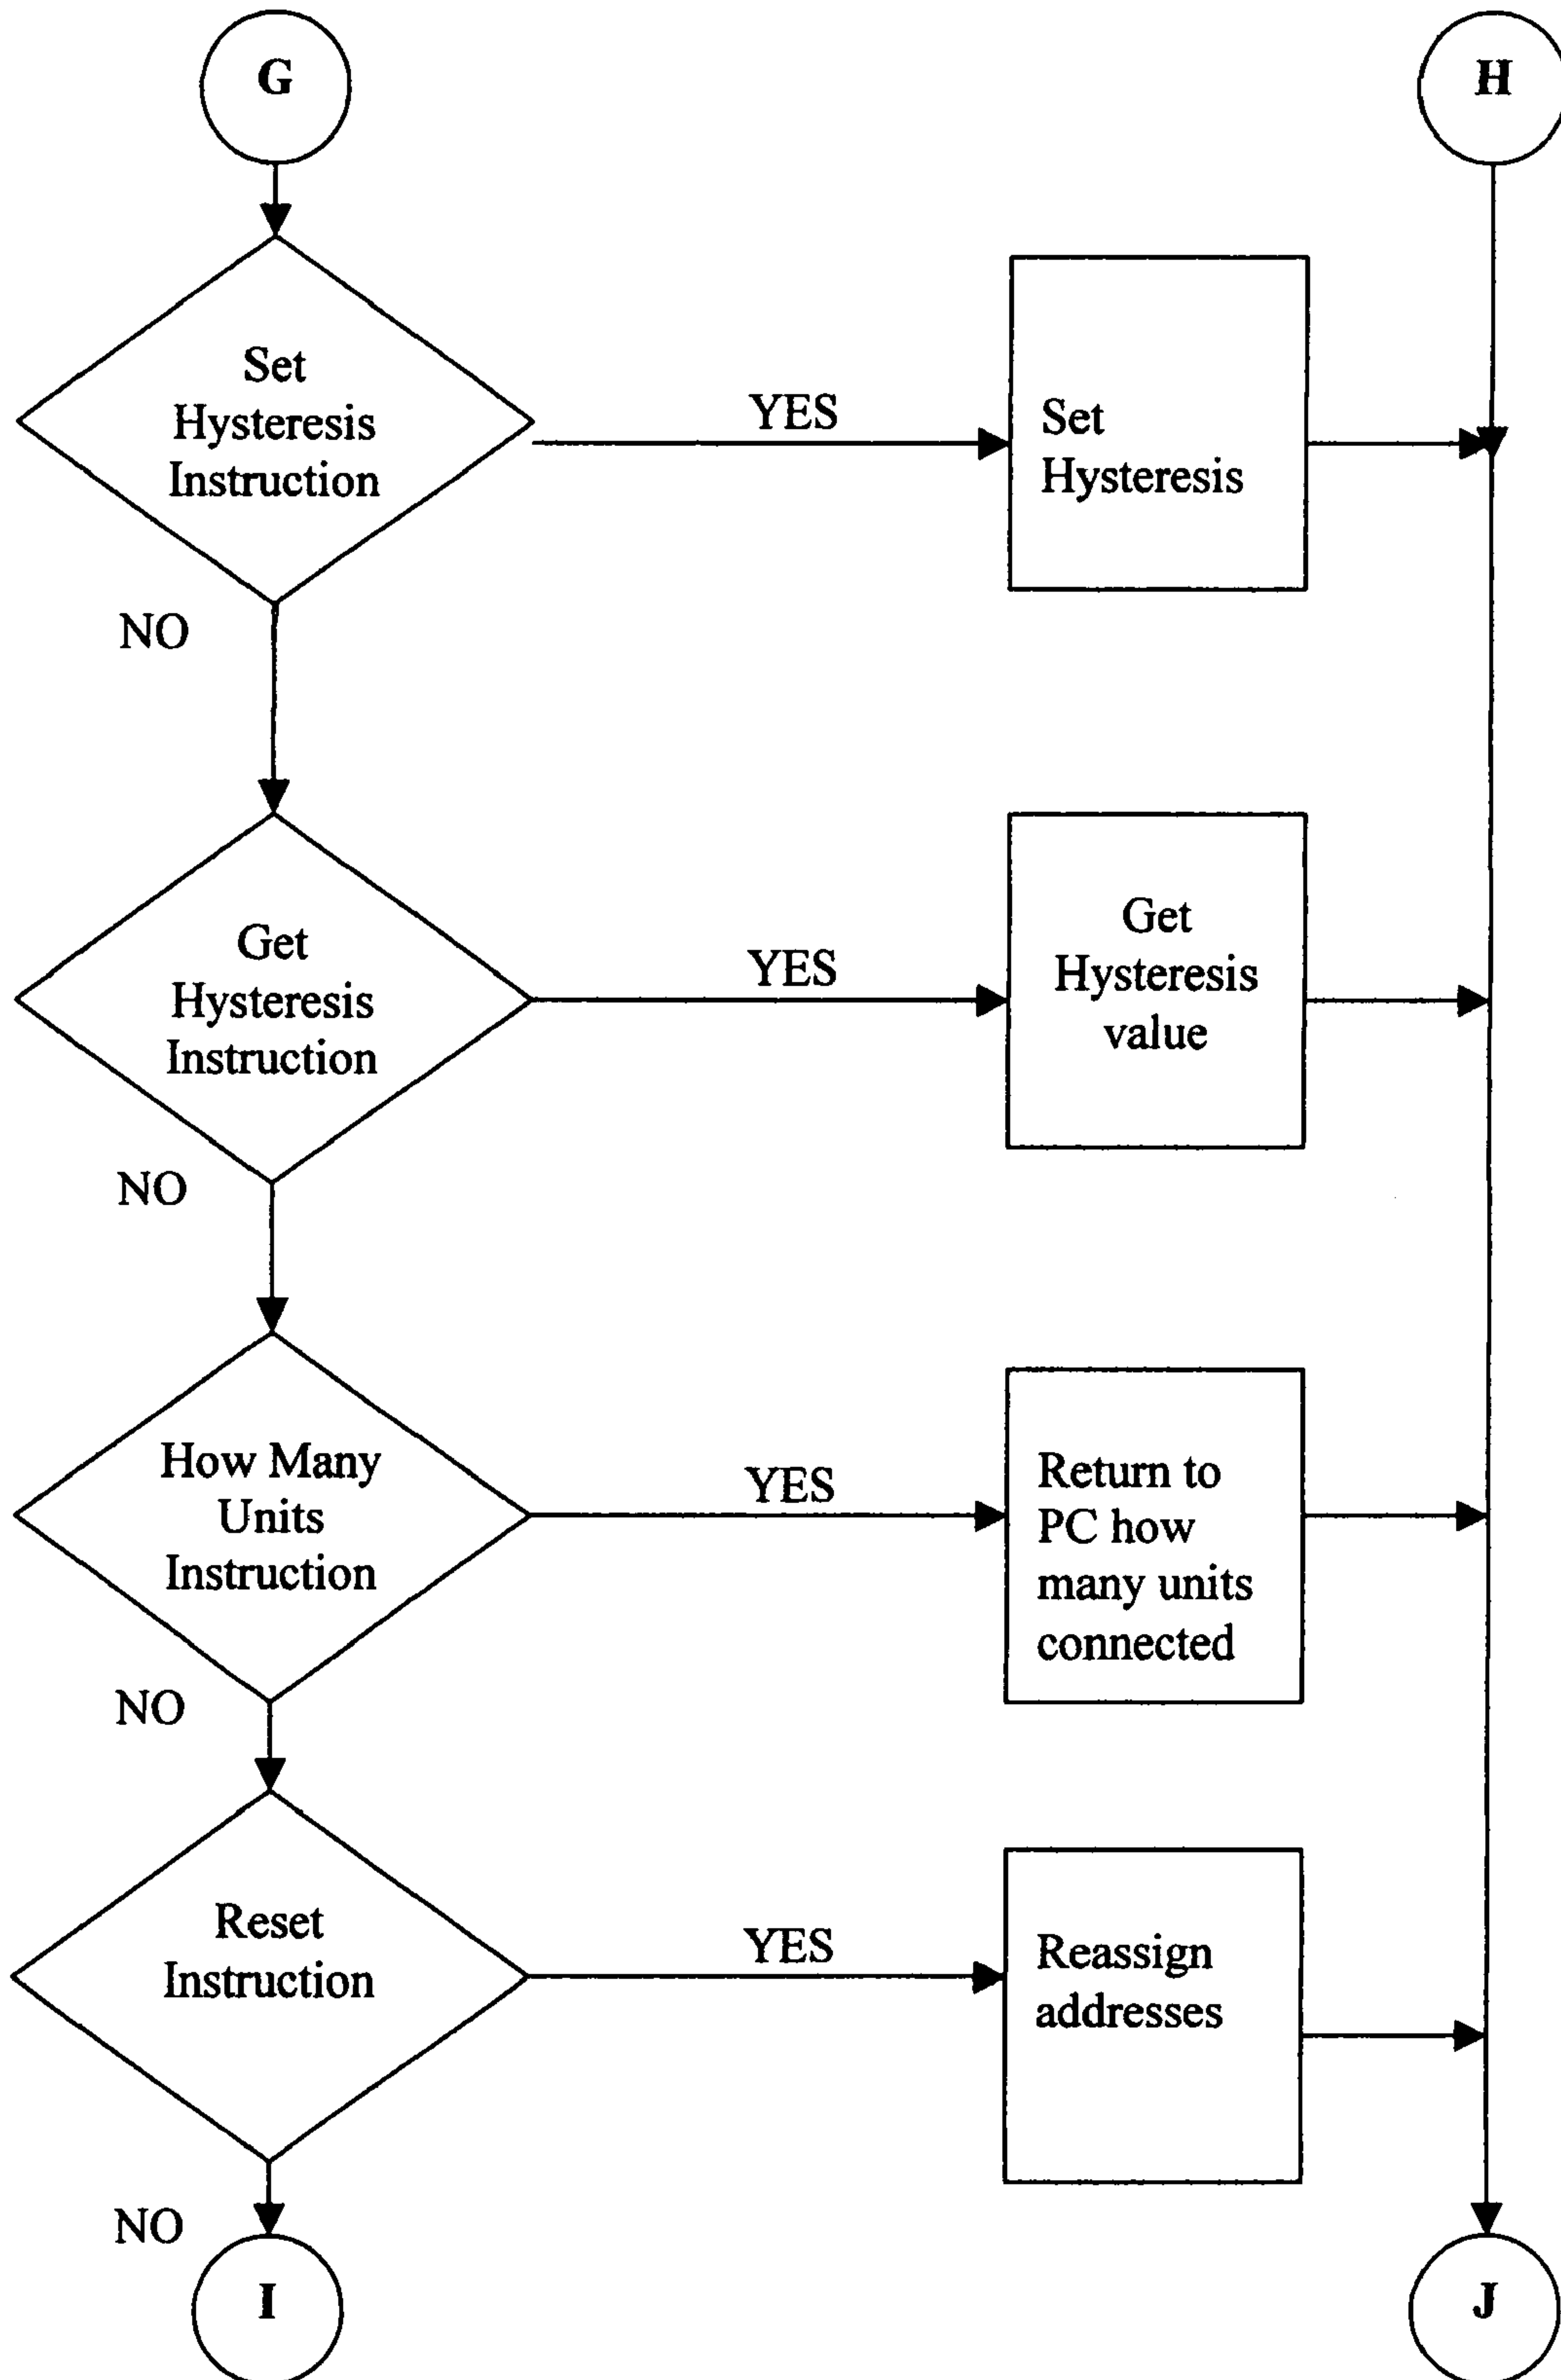 G
H
Set
Hysteresis
Instruction
YES
Set
Hysteresis
NO
Get
Hysteresis
Instruction
YES
Get
Hysteresis
value
NO
How Many
Units
Instruction
YES
Return to
PC how
many units
connected
NO
Reset
Instruction
YES
Reassign
addresses
NO
I
J